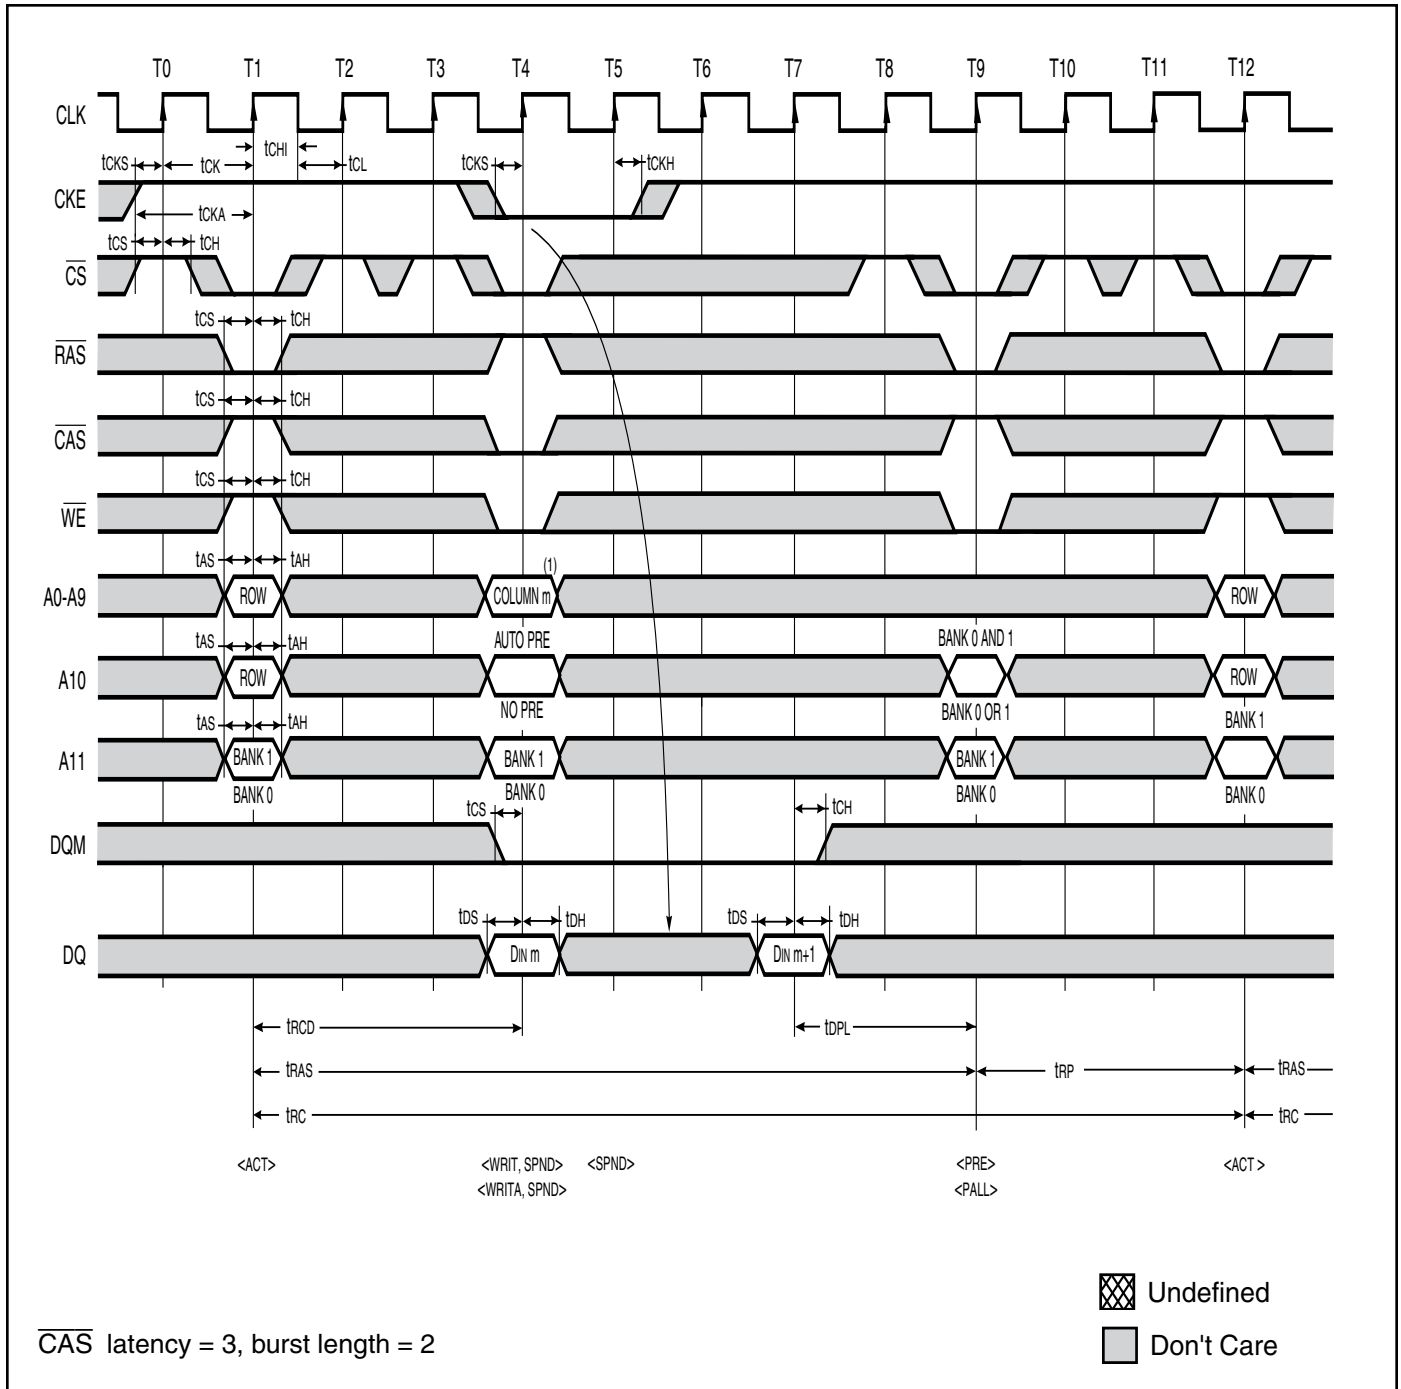 T0 T1 T2 T3 T4 T5 T6 T7 T8 T9 T10 T11 T12
CLK
tCHI
tCKS tCK tCL tCKS tCKH
CKE
tCKA
tCS tCH
CS
tCS tCH
RAS
tCS tCH
CAS
tCS tCH
WE
tAS tAH (1)
A0-A9 ROW COLUMN m ROW
tAS tAH AUTO PRE BANK 0 AND 1
A10 ROW ROW
NO PRE BANK 0 OR 1 BANK 1
tAS tAH
A11 BANK 1 BANK 1 BANK 1
BANK 0 BANK 0 BANK 0 BANK 0
tCS tCH
DQM
tDS tDH tDS tDH
DQ DIN m DIN m+1
tRCD tDPL
tRAS tRP tRAS
tRC tRC
<ACT> <WRIT, SPND> <SPND> <PRE> <ACT >
<WRITA, SPND> <PALL>
Undefined
CAS latency = 3, burst length = 2 Don't Care